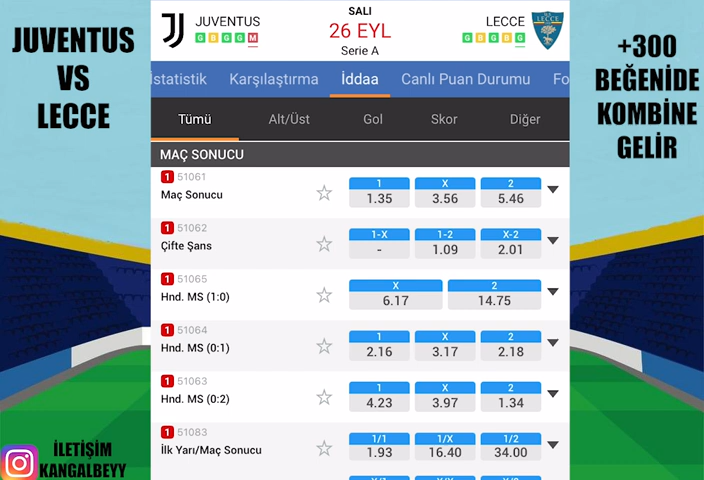 JUVENTUS
VS
LECCE
JUVENTUS
G B G G M
SALI
26 EYL
Serie A
LECCE
G B G B G
LECCE
+300
BEĞENİDE
KOMBİNE
GELİR
İstatistik Karşılaştırma İddaa Canlı Puan Durumu Fo
Tümü Alt/Üst Gol Skor Diğer
MAÇ SONUCU
1 51061
Maç Sonucu
1 X 2
1.35 3.56 5.46
1 51062
Çifte Şans
1-X 1-2 X-2
- 1.09 2.01
1 51065
Hnd. MS (1:0)
X 2
6.17 14.75
1 51064
Hnd. MS (0:1)
1 X 2
2.16 3.17 2.18
1 51063
Hnd. MS (0:2)
1 X 2
4.23 3.97 1.34
1 51083
İlk Yarı/Maç Sonucu
1/1 1/X 1/2
1.93 16.40 34.00
İLETİŞİM
KANGALBEYY